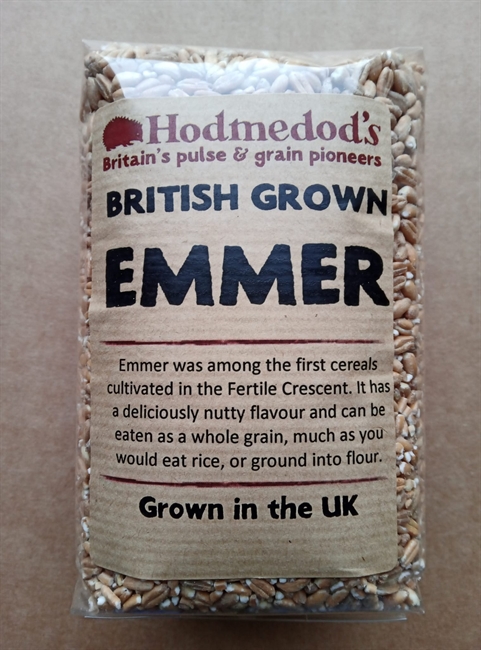 Hodmedod's
Britain's pulse & grain pioneers
BRITISH GROWN
EMMER
Emmer was among the first cereals
cultivated in the Fertile Crescent. It has
a deliciously nutty flavour and can be
eaten as a whole grain, much as you
would eat rice, or ground into flour.
Grown in the UK